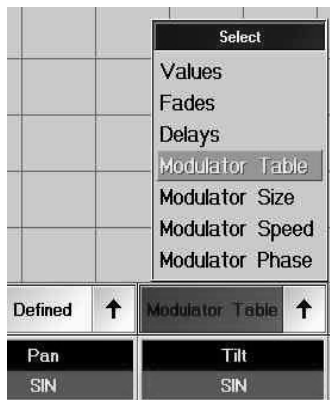 Select
Values
Fades
Delays
Modulator Table
Modulator Size
Modulator Speed
Modulator Phase
Defined Modulator Table
Pan Tilt
SIN SIN